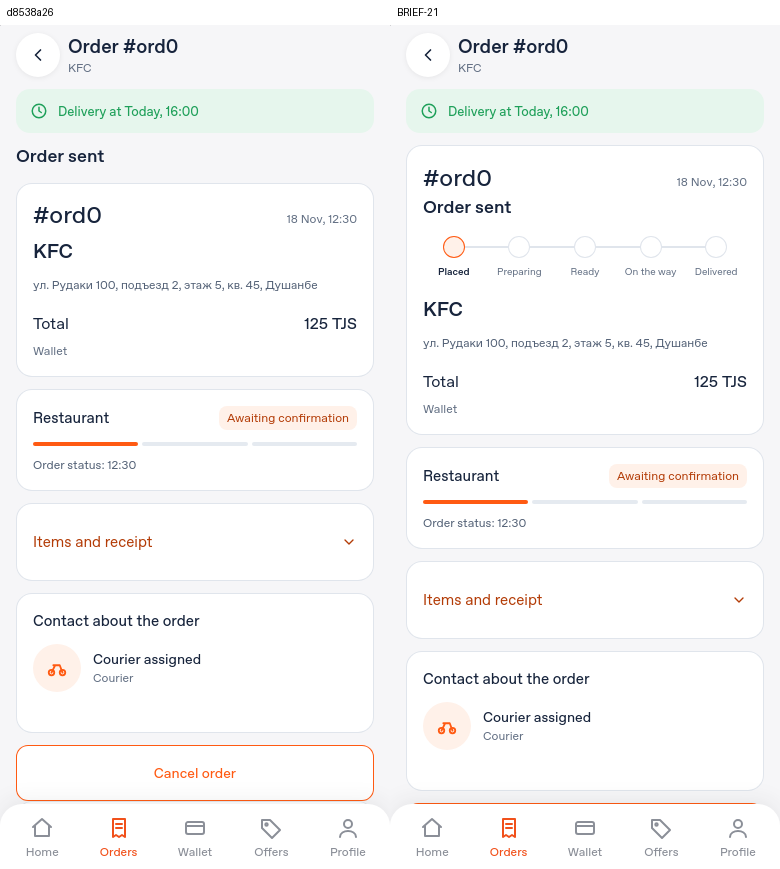 d8538a26
Order #ord0
KFC
Delivery at Today, 16:00
Order sent
#ord0
18 Nov, 12:30
KFC
ул. Рудаки 100, подъезд 2, этаж 5, кв. 45, Душанбе
Total
125 TJS
Wallet
Restaurant
Awaiting confirmation
Order status: 12:30
Items and receipt
Contact about the order
Courier assigned
Courier
Cancel order
Home
Orders
Wallet
Offers
Profile
BRIEF-21
Order #ord0
KFC
Delivery at Today, 16:00
#ord0
18 Nov, 12:30
Order sent
Placed
Preparing
Ready
On the way
Delivered
KFC
ул. Рудаки 100, подъезд 2, этаж 5, кв. 45, Душанбе
Total
125 TJS
Wallet
Restaurant
Awaiting confirmation
Order status: 12:30
Items and receipt
Contact about the order
Courier assigned
Courier
Home
Orders
Wallet
Offers
Profile